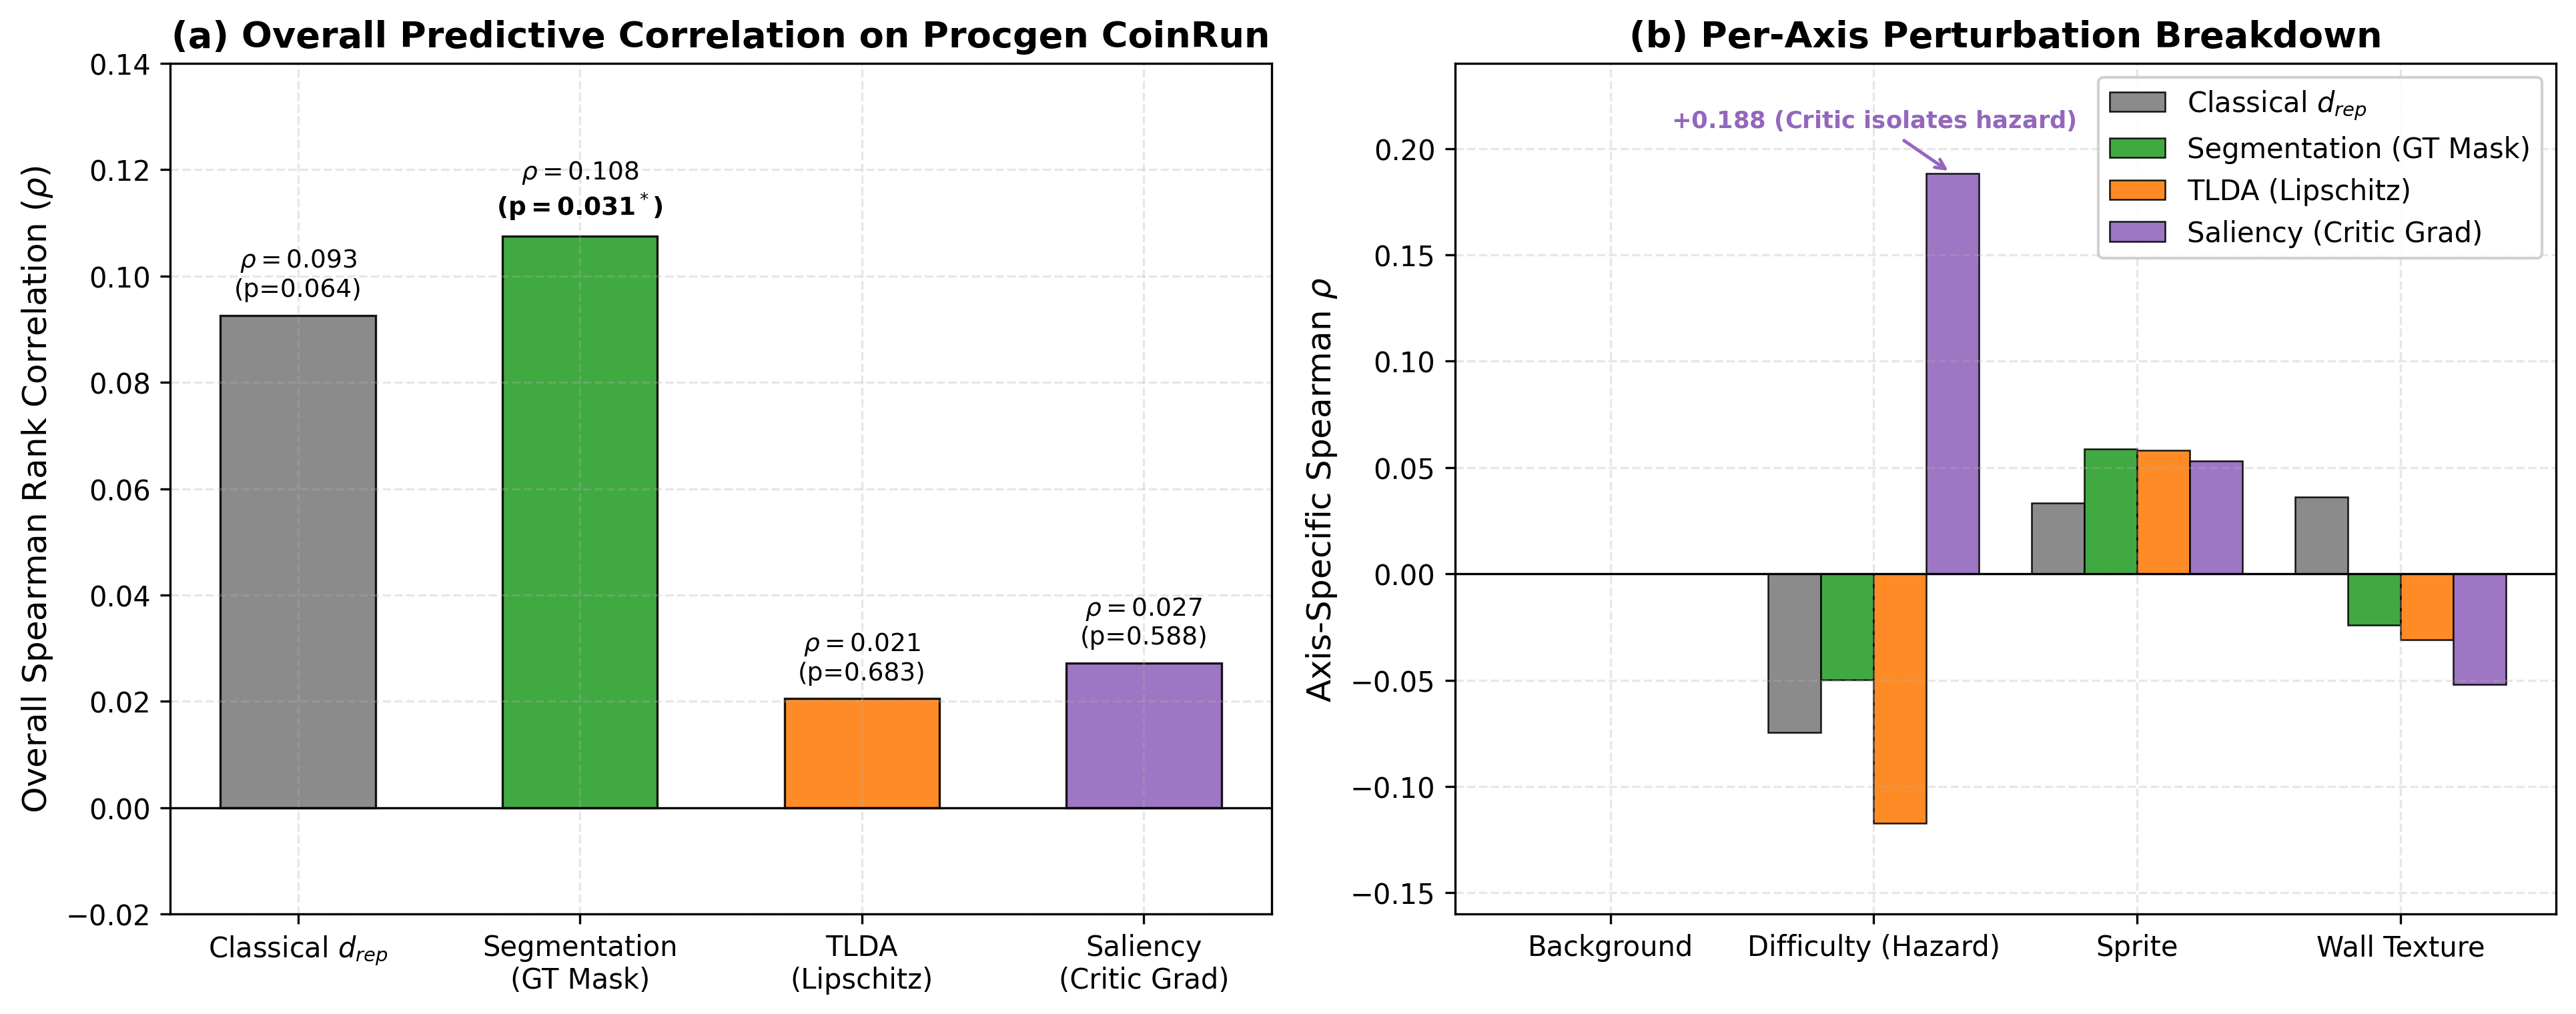 (a) Overall Predictive Correlation on Procgen CoinRun
Overall Spearman Rank Correlation (ρ)
0.14
0.12
0.10
0.08
0.06
0.04
0.02
0.00
−0.02
ρ = 0.093
(p=0.064)
ρ = 0.108
(p = 0.031*)
ρ = 0.021
(p=0.683)
ρ = 0.027
(p=0.588)
Classical d_rep
Segmentation
(GT Mask)
TLDA
(Lipschitz)
Saliency
(Critic Grad)
(b) Per-Axis Perturbation Breakdown
Axis-Specific Spearman ρ
0.20
0.15
0.10
0.05
0.00
−0.05
−0.10
−0.15
+0.188 (Critic isolates hazard)
Classical d_rep
Segmentation (GT Mask)
TLDA (Lipschitz)
Saliency (Critic Grad)
Background
Difficulty (Hazard)
Sprite
Wall Texture